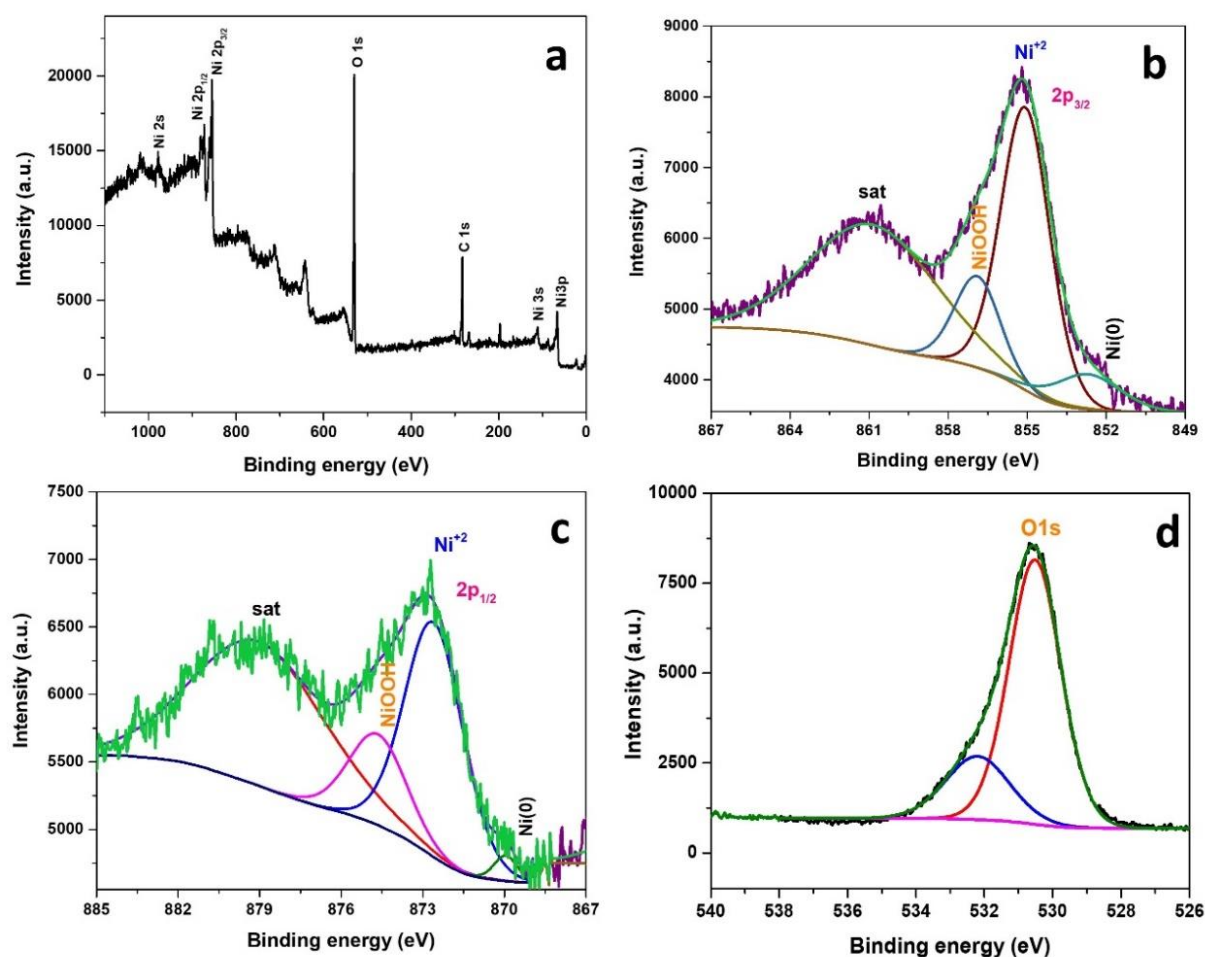 a
Ni 2s
Ni 2p1/2
Ni 2p3/2
O 1s
C 1s
Ni 3s
Ni3p
20000
15000
10000
5000
0
Intensity (a.u.)
1000 800 600 400 200 0
Binding energy (eV)
b
Ni+2
2p3/2
sat
NiOOH
Ni(0)
9000
8000
7000
6000
5000
4000
Intensity (a.u.)
867 864 861 858 855 852 849
Binding energy (eV)
c
Ni+2
2p1/2
sat
NiOOH
Ni(0)
7500
7000
6500
6000
5500
5000
Intensity (a.u.)
885 882 879 876 873 870 867
Binding energy (eV)
d
O1s
10000
7500
5000
2500
0
Intensity (a.u.)
540 538 536 534 532 530 528 526
Binding energy (eV)